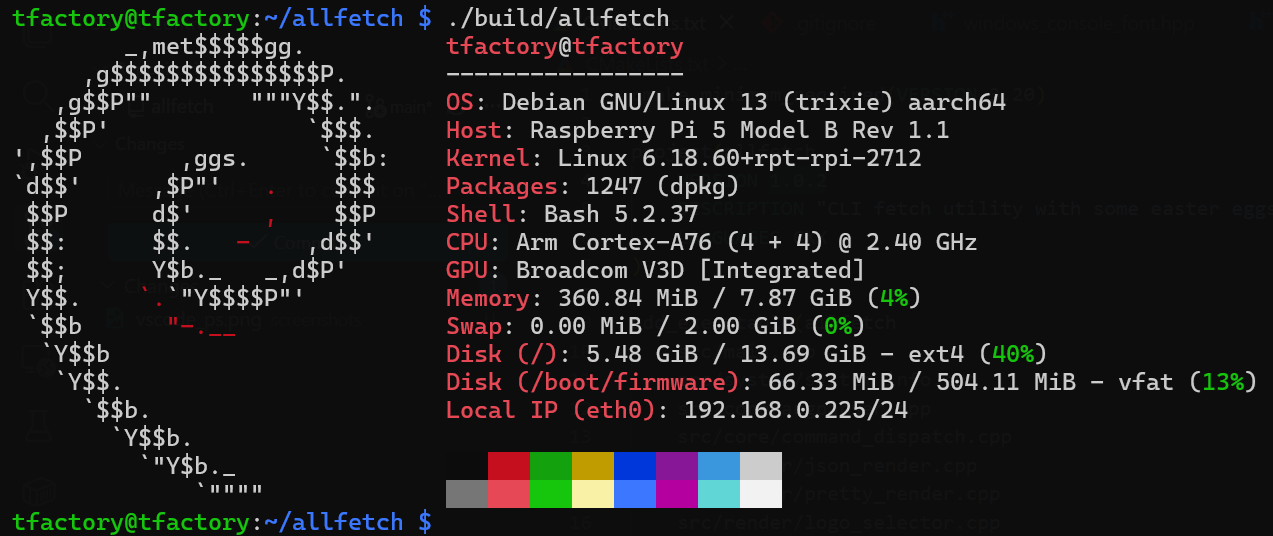 tfactory@tfactory:~/allfetch $ ./build/allfetch
_,met$$$$$gg.
,g$$$$$$$$$$$$$$$P.
,g$$P""       """Y$$.".
,$$P'              `$$$.
',$$P       ,ggs.     `$$b:
`d$$'     ,$P"'   .    $$$
$$P      d$'     ,    $$P
$$:      $$.   -    ,d$$'
$$;      Y$b._   _,d$P'
Y$$.    `.`"Y$$$$P"'
`$$b      "-.__
`Y$$b
`Y$$.
`$$b.
`Y$$b.
`"Y$b._
`""""
tfactory@tfactory
-----------------
OS: Debian GNU/Linux 13 (trixie) aarch64
Host: Raspberry Pi 5 Model B Rev 1.1
Kernel: Linux 6.18.60+rpt-rpi-2712
Packages: 1247 (dpkg)
Shell: Bash 5.2.37
CPU: Arm Cortex-A76 (4 + 4) @ 2.40 GHz
GPU: Broadcom V3D [Integrated]
Memory: 360.84 MiB / 7.87 GiB (4%)
Swap: 0.00 MiB / 2.00 GiB (0%)
Disk (/): 5.48 GiB / 13.69 GiB - ext4 (40%)
Disk (/boot/firmware): 66.33 MiB / 504.11 MiB - vfat (13%)
Local IP (eth0): 192.168.0.225/24
tfactory@tfactory:~/allfetch $